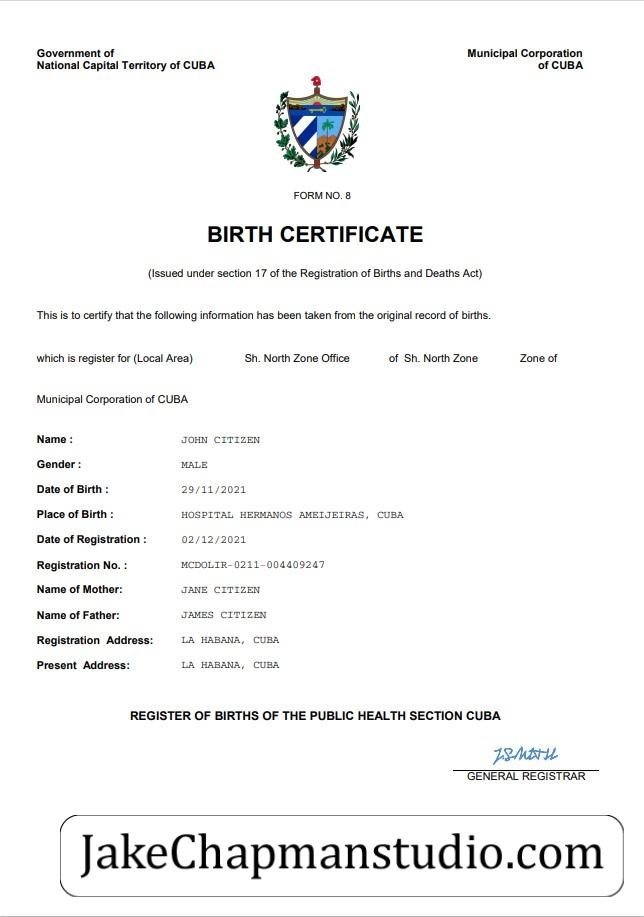 Government of
National Capital Territory of CUBA
Municipal Corporation
of CUBA
FORM NO. 8
BIRTH CERTIFICATE
(Issued under section 17 of the Registration of Births and Deaths Act)
This is to certify that the following information has been taken from the original record of births.
which is register for (Local Area) Sh. North Zone Office of Sh. North Zone Zone of
Municipal Corporation of CUBA
Name : JOHN CITIZEN
Gender : MALE
Date of Birth : 29/11/2021
Place of Birth : HOSPITAL HERMANOS AMEIJEIRAS, CUBA
Date of Registration : 02/12/2021
Registration No. : MCDOLIR-0211-004409247
Name of Mother: JANE CITIZEN
Name of Father: JAMES CITIZEN
Registration Address: LA HABANA, CUBA
Present Address: LA HABANA, CUBA
REGISTER OF BIRTHS OF THE PUBLIC HEALTH SECTION CUBA
GENERAL REGISTRAR
JakeChapmanstudio.com